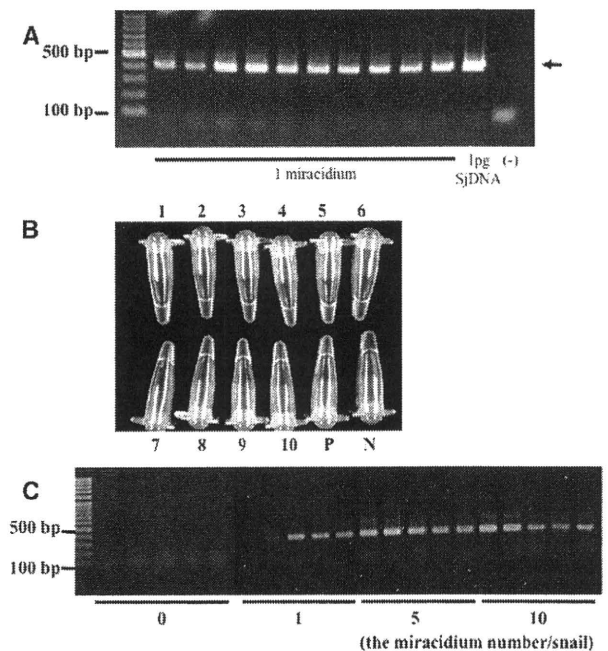 A
500 bp
100 bp
1 miracidium
1pg (-)
SjDNA
B
1 2 3 4 5 6
7 8 9 10 P N
C
500 bp
100 bp
0 1 5 10
(the miracidium number/snail)